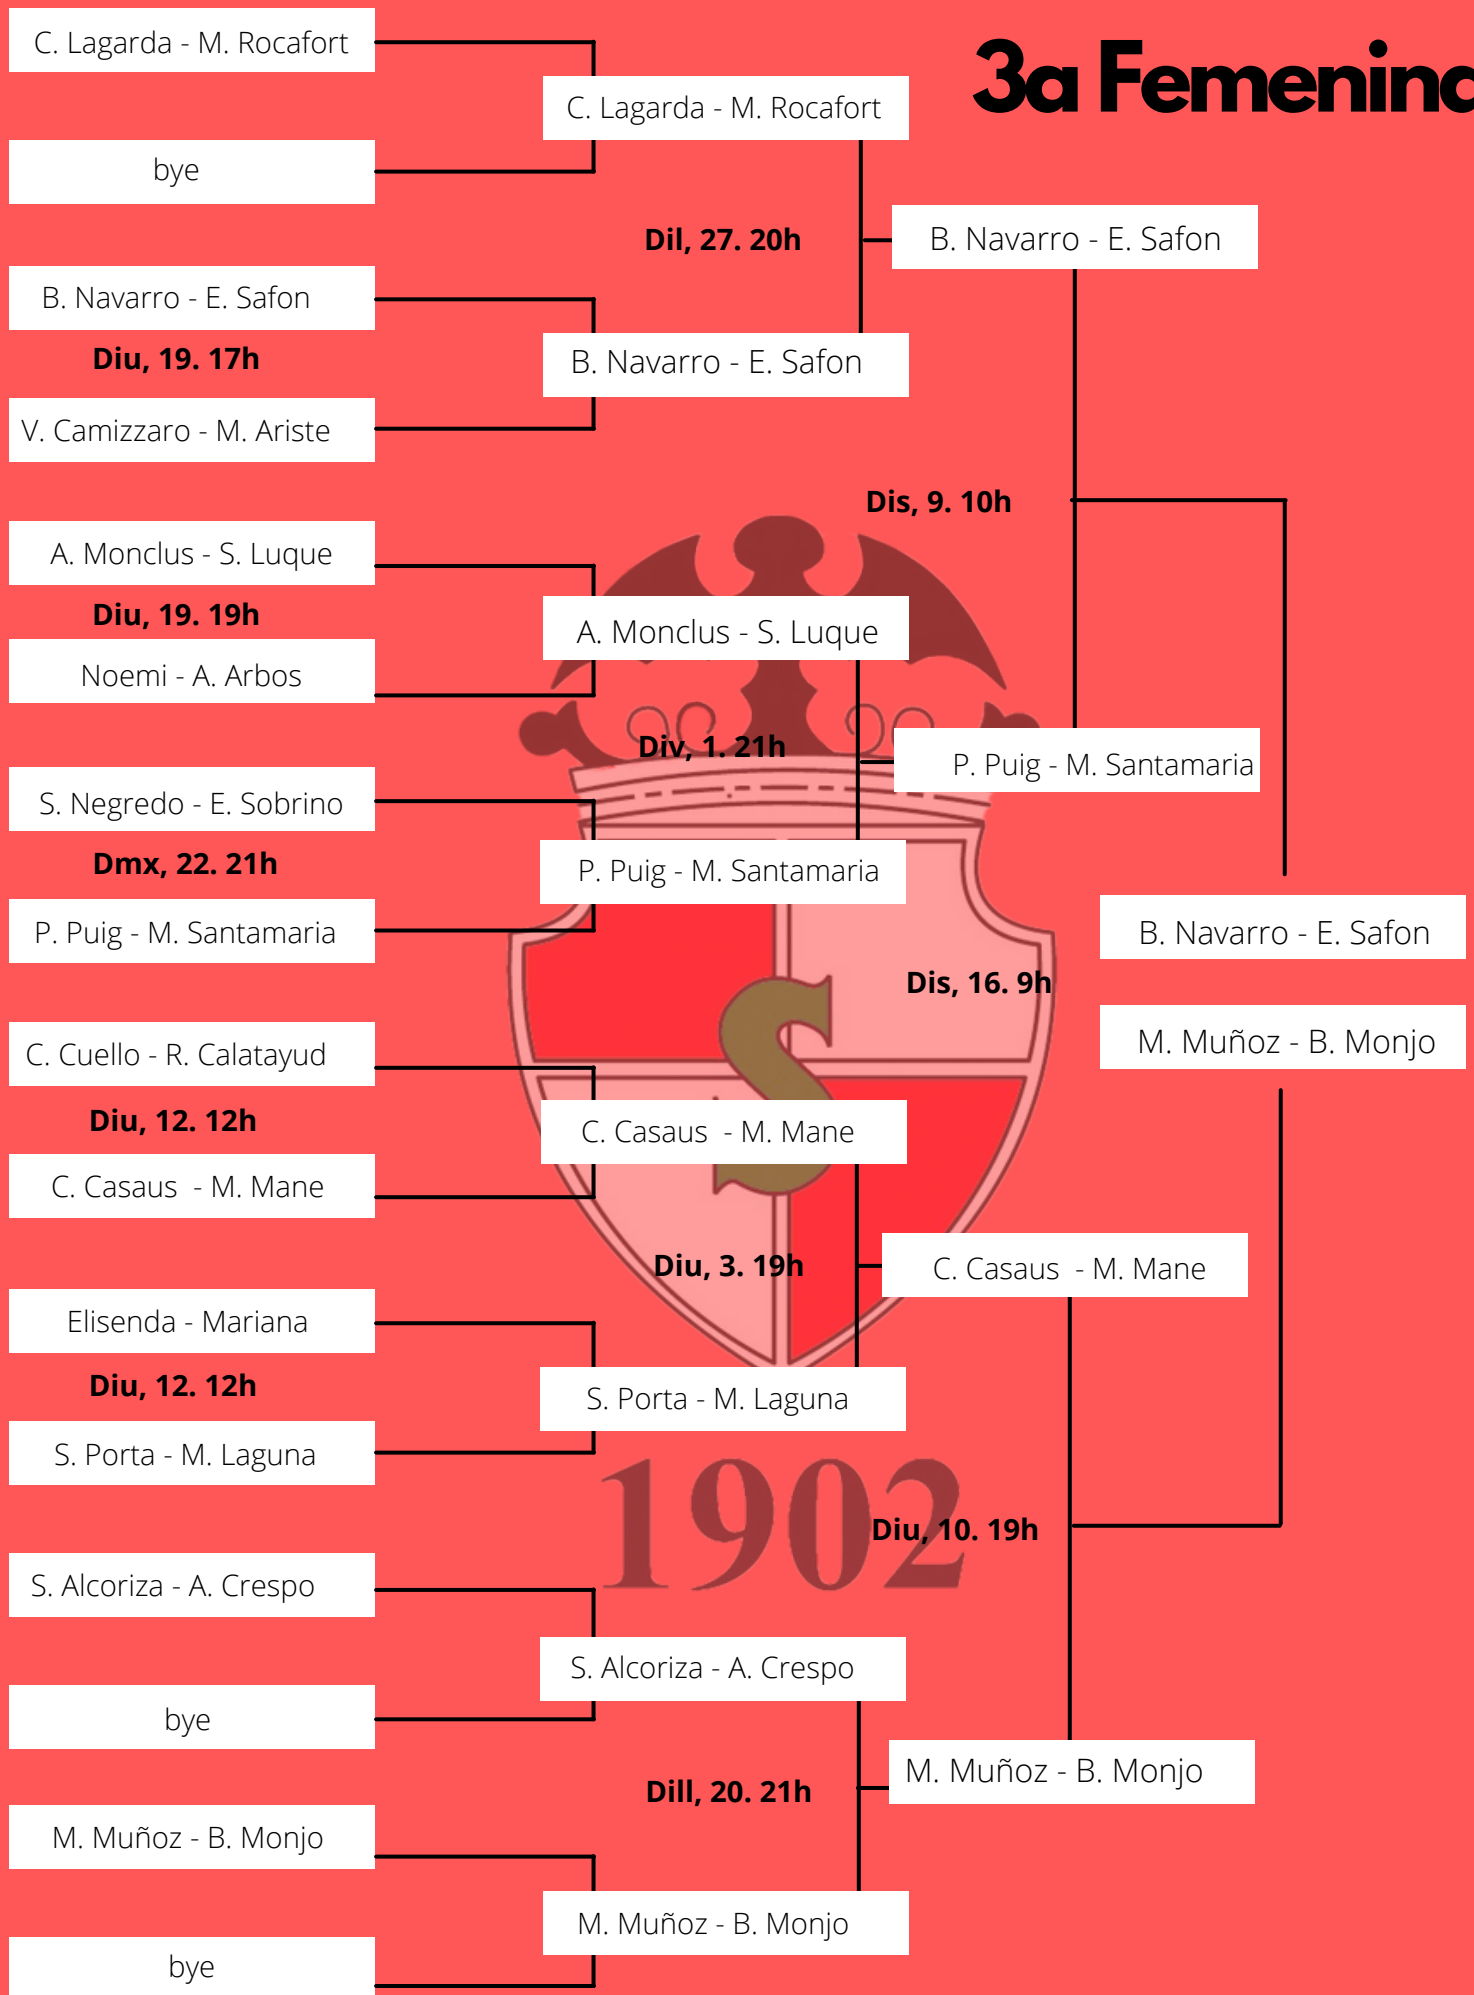 3a Femenina
C. Lagarda - M. Rocafort
bye
B. Navarro - E. Safon
Diu, 19. 17h
V. Camizzaro - M. Ariste
A. Monclus - S. Luque
Diu, 19. 19h
Noemi - A. Arbos
S. Negredo - E. Sobrino
Dmx, 22. 21h
P. Puig - M. Santamaria
C. Cuello - R. Calatayud
Diu, 12. 12h
C. Casaus - M. Mane
Elisenda - Mariana
Diu, 12. 12h
S. Porta - M. Laguna
S. Alcoriza - A. Crespo
bye
M. Muñoz - B. Monjo
bye
C. Lagarda - M. Rocafort
Dil, 27. 20h
B. Navarro - E. Safon
A. Monclus - S. Luque
Div, 1. 21h
P. Puig - M. Santamaria
C. Casaus - M. Mane
Diu, 3. 19h
S. Porta - M. Laguna
S. Alcoriza - A. Crespo
Dill, 20. 21h
M. Muñoz - B. Monjo
B. Navarro - E. Safon
Dis, 9. 10h
P. Puig - M. Santamaria
Dis, 16. 9h
C. Casaus - M. Mane
Diu, 10. 19h
M. Muñoz - B. Monjo
B. Navarro - E. Safon
M. Muñoz - B. Monjo
S
1902